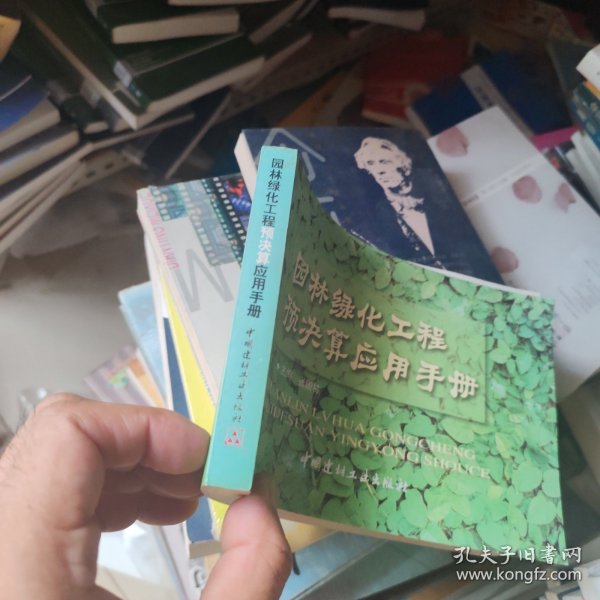 园林绿化工程预决算应用手册
中国建材工业出版社
园林绿化工程
预决算应用手册
YUANLIN LVHUA GONGCHENG
YUJUESUAN YINGYONG SHOUCE
中国建材工业出版社
孔夫子旧书网
www.kongfz.com